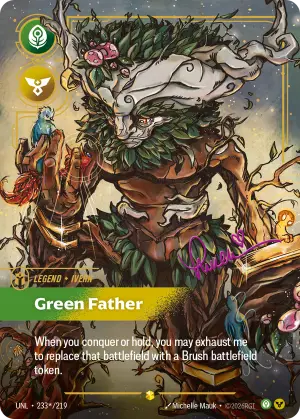 LEGEND • IVERN
Green Father
When you conquer or hold, you may exhaust me
to replace that battlefield with a Brush battlefield
token.
UNL • 233*/219
Michelle Mauk • ©2026RGI